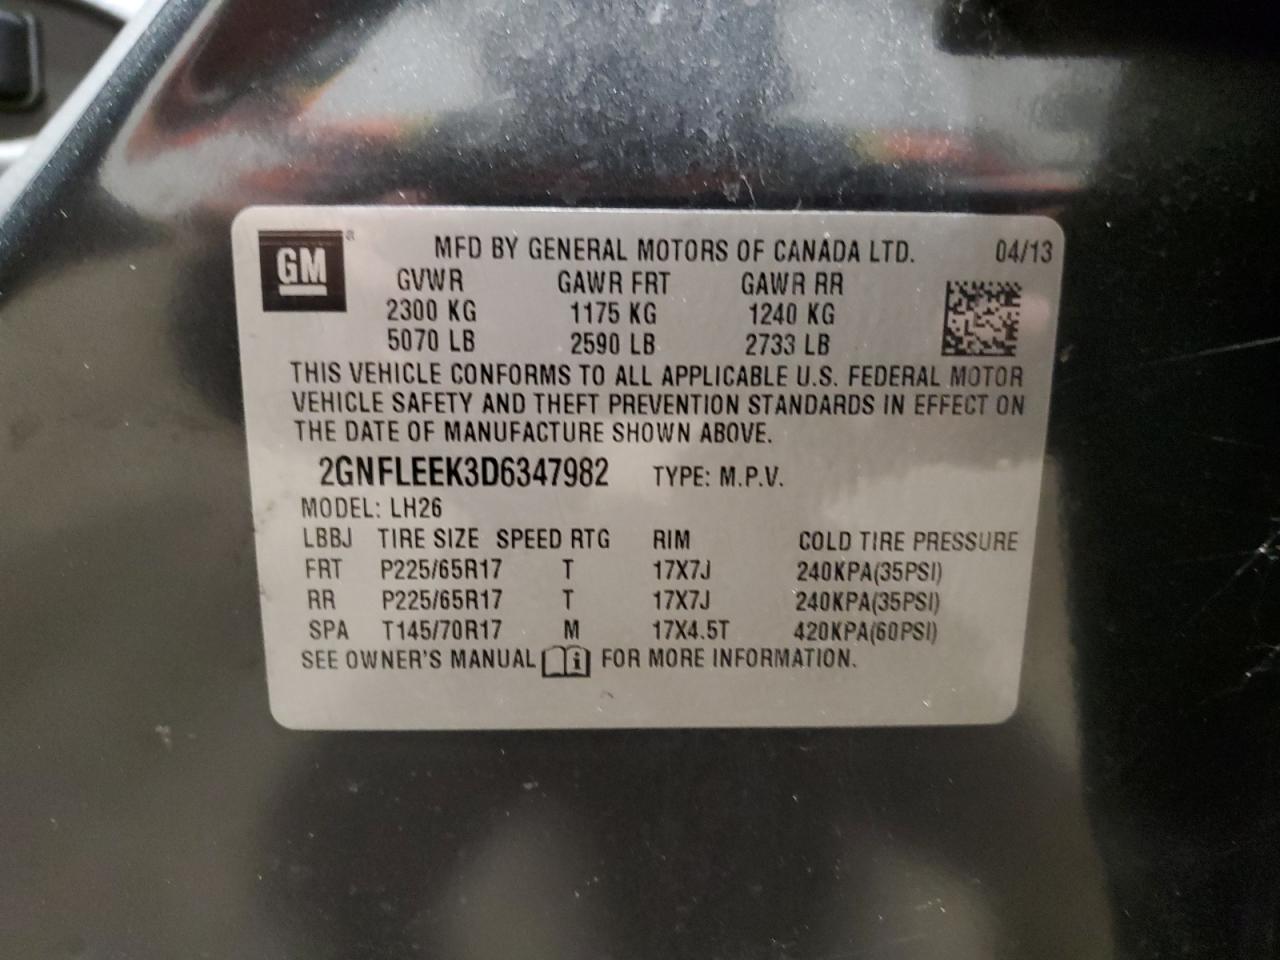 GM MFD BY GENERAL MOTORS OF CANADA LTD. 04/13
GVWR GAWR FRT GAWR RR
2300 KG 1175 KG 1240 KG
5070 LB 2590 LB 2733 LB
THIS VEHICLE CONFORMS TO ALL APPLICABLE U.S. FEDERAL MOTOR
VEHICLE SAFETY AND THEFT PREVENTION STANDARDS IN EFFECT ON
THE DATE OF MANUFACTURE SHOWN ABOVE.
2GNFLEEK3D6347982 TYPE: M.P.V.
MODEL: LH26
LBBJ TIRE SIZE SPEED RTG RIM COLD TIRE PRESSURE
FRT P225/65R17 T 17X7J 240KPA(35PSI)
RR P225/65R17 T 17X7J 240KPA(35PSI)
SPA T145/70R17 M 17X4.5T 420KPA(60PSI)
SEE OWNER'S MANUAL i FOR MORE INFORMATION.